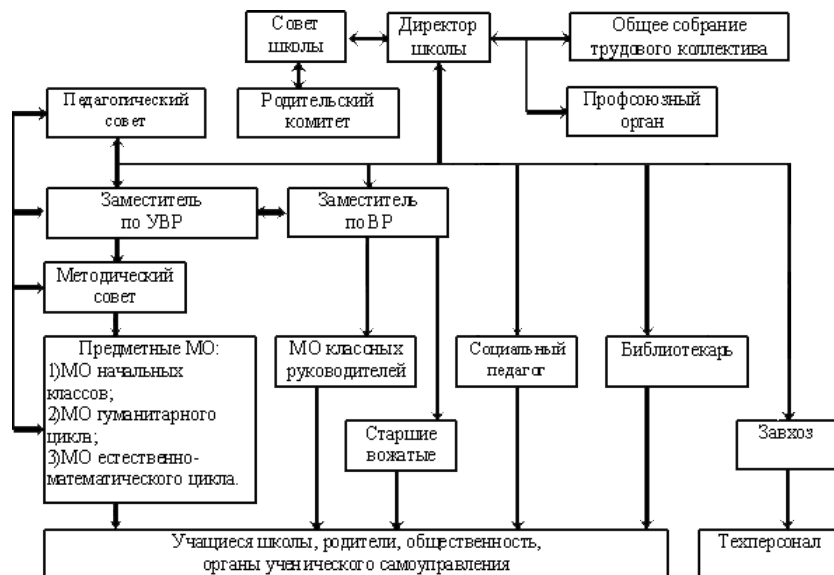 Совет
школы
Директор
школы
Общее собрание
трудового коллектива
Педагогический
совет
Родительский
комитет
Профсоюзный
орган
Заместитель
по УВР
Заместитель
по ВР
Методический
совет
Предметные МО:
1)МО начальных
классов;
2)МО гуманитарного
цикла;
3)МО естественно-
математического цикла.
МО классных
руководителей
Социальный
педагог
Библиотекарь
Старшие
вожатые
Завхоз
Учащиеся школы, родители, общественность,
органы ученического самоуправления
Техперсонал